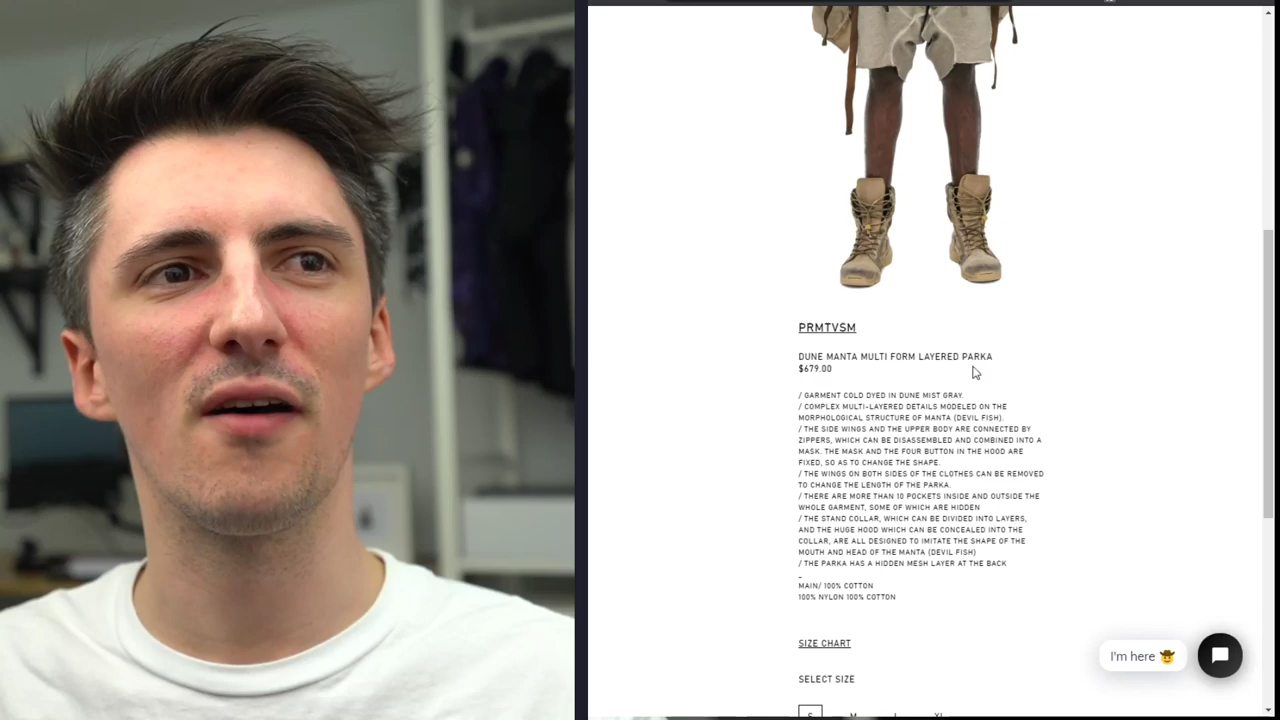 PRMTVSM
DUNE MANTA MULTI FORM LAYERED PARKA
$679.00
/ GARMENT COLD DYED IN DUNE MIST GRAY.
/ COMPLEX MULTI-LAYERED DETAILS MODELED ON THE
MORPHOLOGICAL STRUCTURE OF MANTA (DEVIL FISH).
/ THE SIDE WINGS AND THE UPPER BODY ARE CONNECTED BY
ZIPPERS, WHICH CAN BE DISASSEMBLED AND COMBINED INTO A
MASK. THE MASK AND THE FOUR BUTTON IN THE HOOD ARE
FIXED, SO AS TO CHANGE THE SHAPE.
/ THE WINGS ON BOTH SIDES OF THE CLOTHES CAN BE REMOVED
TO CHANGE THE LENGTH OF THE PARKA.
/ THERE ARE MORE THAN 10 POCKETS INSIDE AND OUTSIDE THE
WHOLE GARMENT, SOME OF WHICH ARE HIDDEN
/ THE STAND COLLAR, WHICH CAN BE DIVIDED INTO LAYERS,
AND THE HUGE HOOD WHICH CAN BE CONCEALED INTO THE
COLLAR, ARE ALL DESIGNED TO IMITATE THE SHAPE OF THE
MOUTH AND HEAD OF THE MANTA (DEVIL FISH)
/ THE PARKA HAS A HIDDEN MESH LAYER AT THE BACK
_
MAIN/ 100% COTTON
100% NYLON 100% COTTON
SIZE CHART
I'm here 🤠
SELECT SIZE
S M L XL